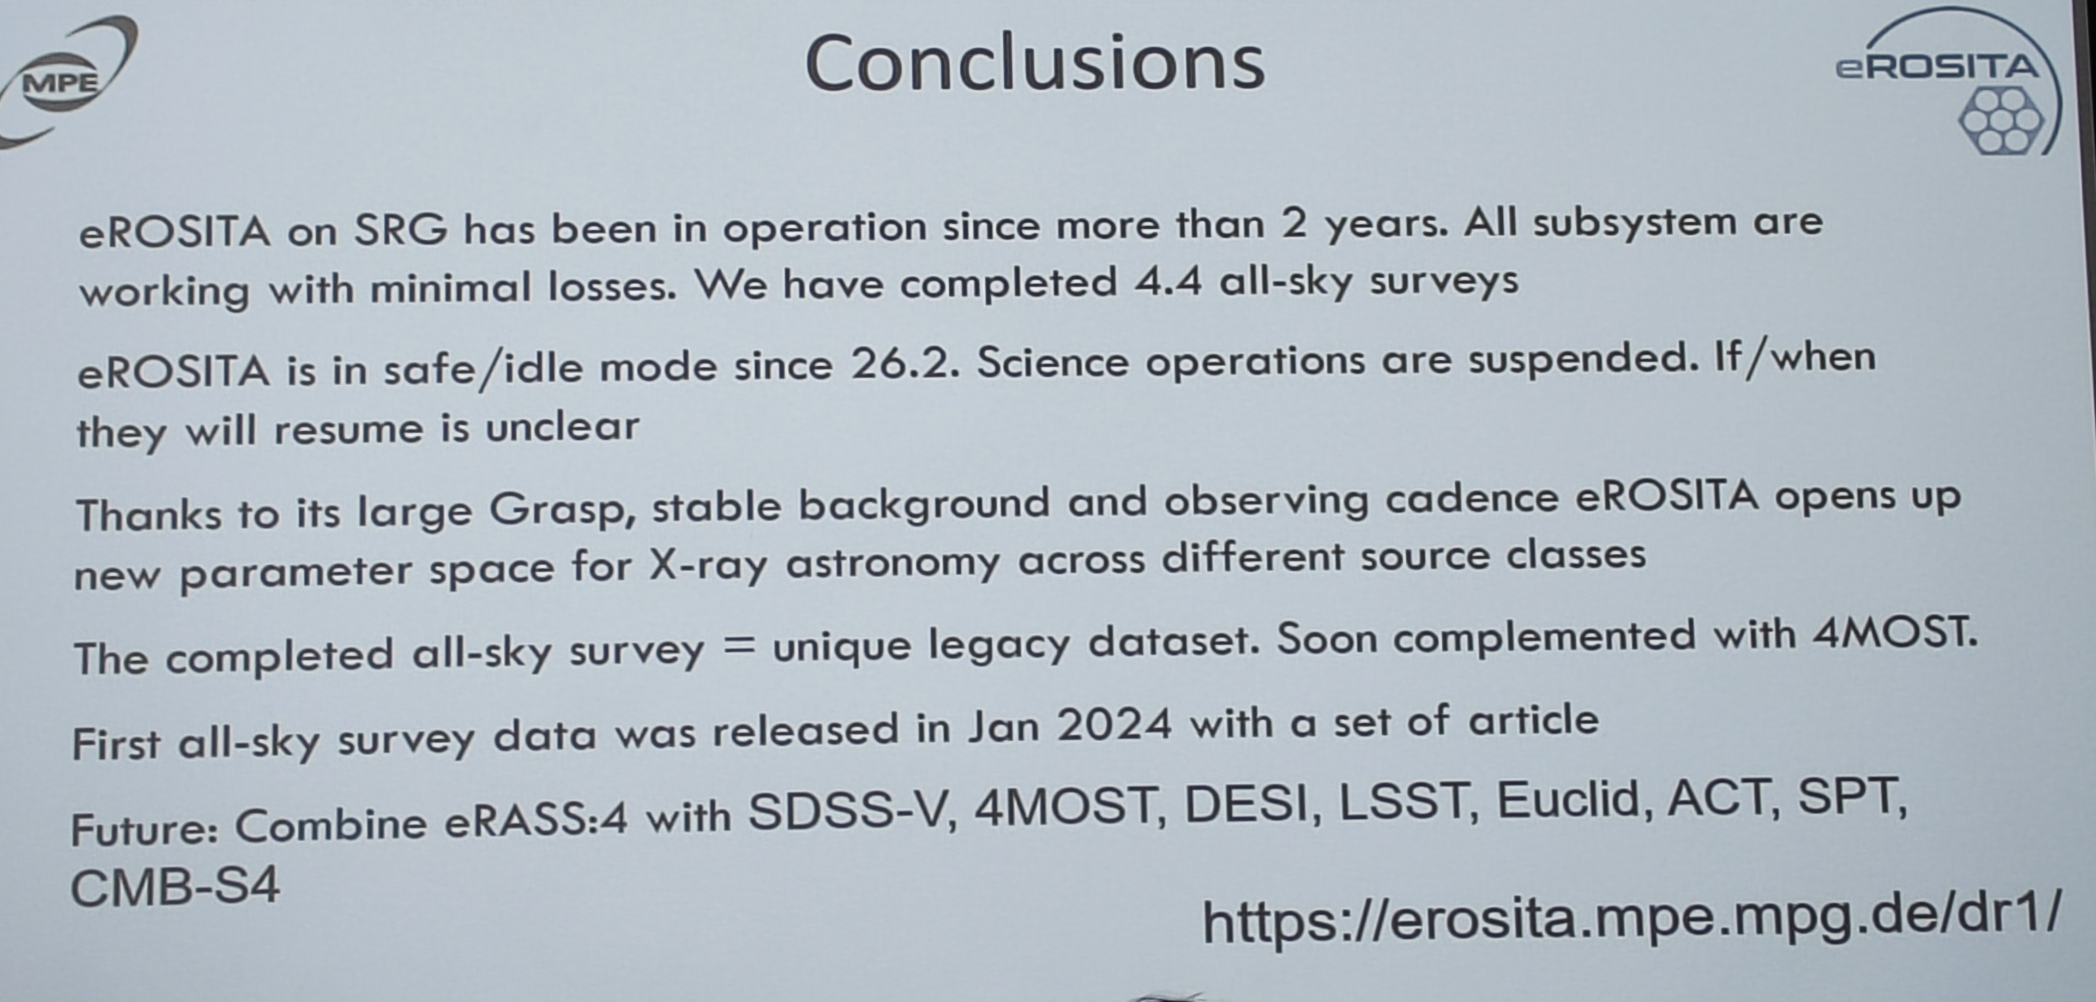 MPE
Conclusions
eROSITA
eROSITA on SRG has been in operation since more than 2 years. All subsystem are
working with minimal losses. We have completed 4.4 all-sky surveys
eROSITA is in safe/idle mode since 26.2. Science operations are suspended. If/when
they will resume is unclear
Thanks to its large Grasp, stable background and observing cadence eROSITA opens up
new parameter space for X-ray astronomy across different source classes
The completed all-sky survey = unique legacy dataset. Soon complemented with 4MOST.
First all-sky survey data was released in Jan 2024 with a set of article
Future: Combine eRASS:4 with SDSS-V, 4MOST, DESI, LSST, Euclid, ACT, SPT,
CMB-S4
https://erosita.mpe.mpg.de/dr1/